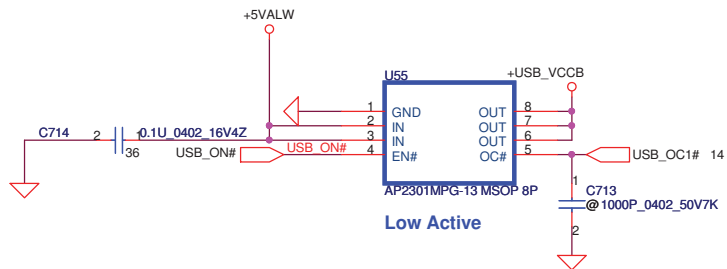 +5VALW
U55
+USB_VCCB
1 GND OUT 8
2 IN OUT 7
3 IN OUT 6
4 EN# OC# 5
C714 2 1 0.1U_0402_16V4Z
36
USB_ON# USB_ON#
USB_OC1# 14
AP2301MPG-13 MSOP 8P
Low Active
1 C713
@ 1000P_0402_50V7K
2